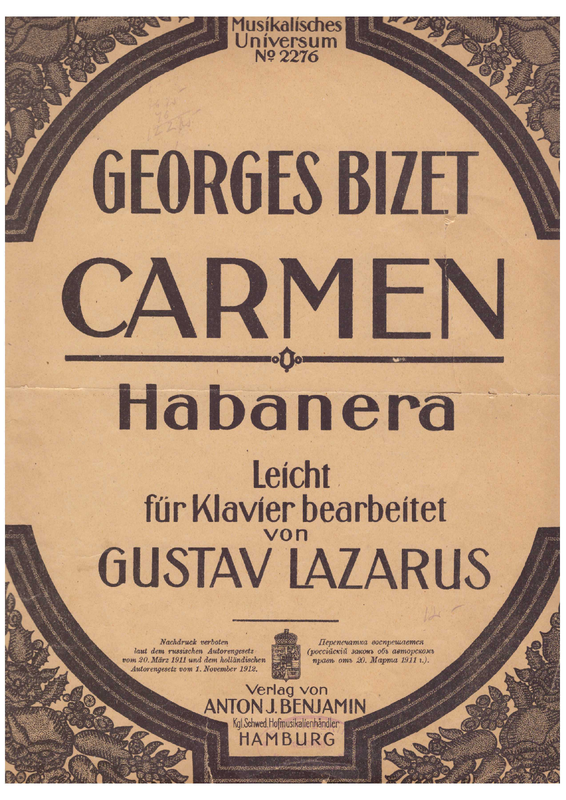 Musikalisches
Universum
No 2276
GEORGES BIZET
CARMEN
Habanera
Leicht
für Klavier bearbeitet
von
GUSTAV LAZARUS
Nachdruck verboten
laut dem russischen Autorengesetz
vom 20. März 1911 und dem holländischen
Autorengesetz vom 1. November 1912.
Перепечатка воспрещается
(россiйскiй законъ объ авторскомъ
правѣ отъ 20. Марта 1911 г.).
Verlag von
ANTON J. BENJAMIN
Kgl. Schwed. Hofmusikalienhändler
HAMBURG